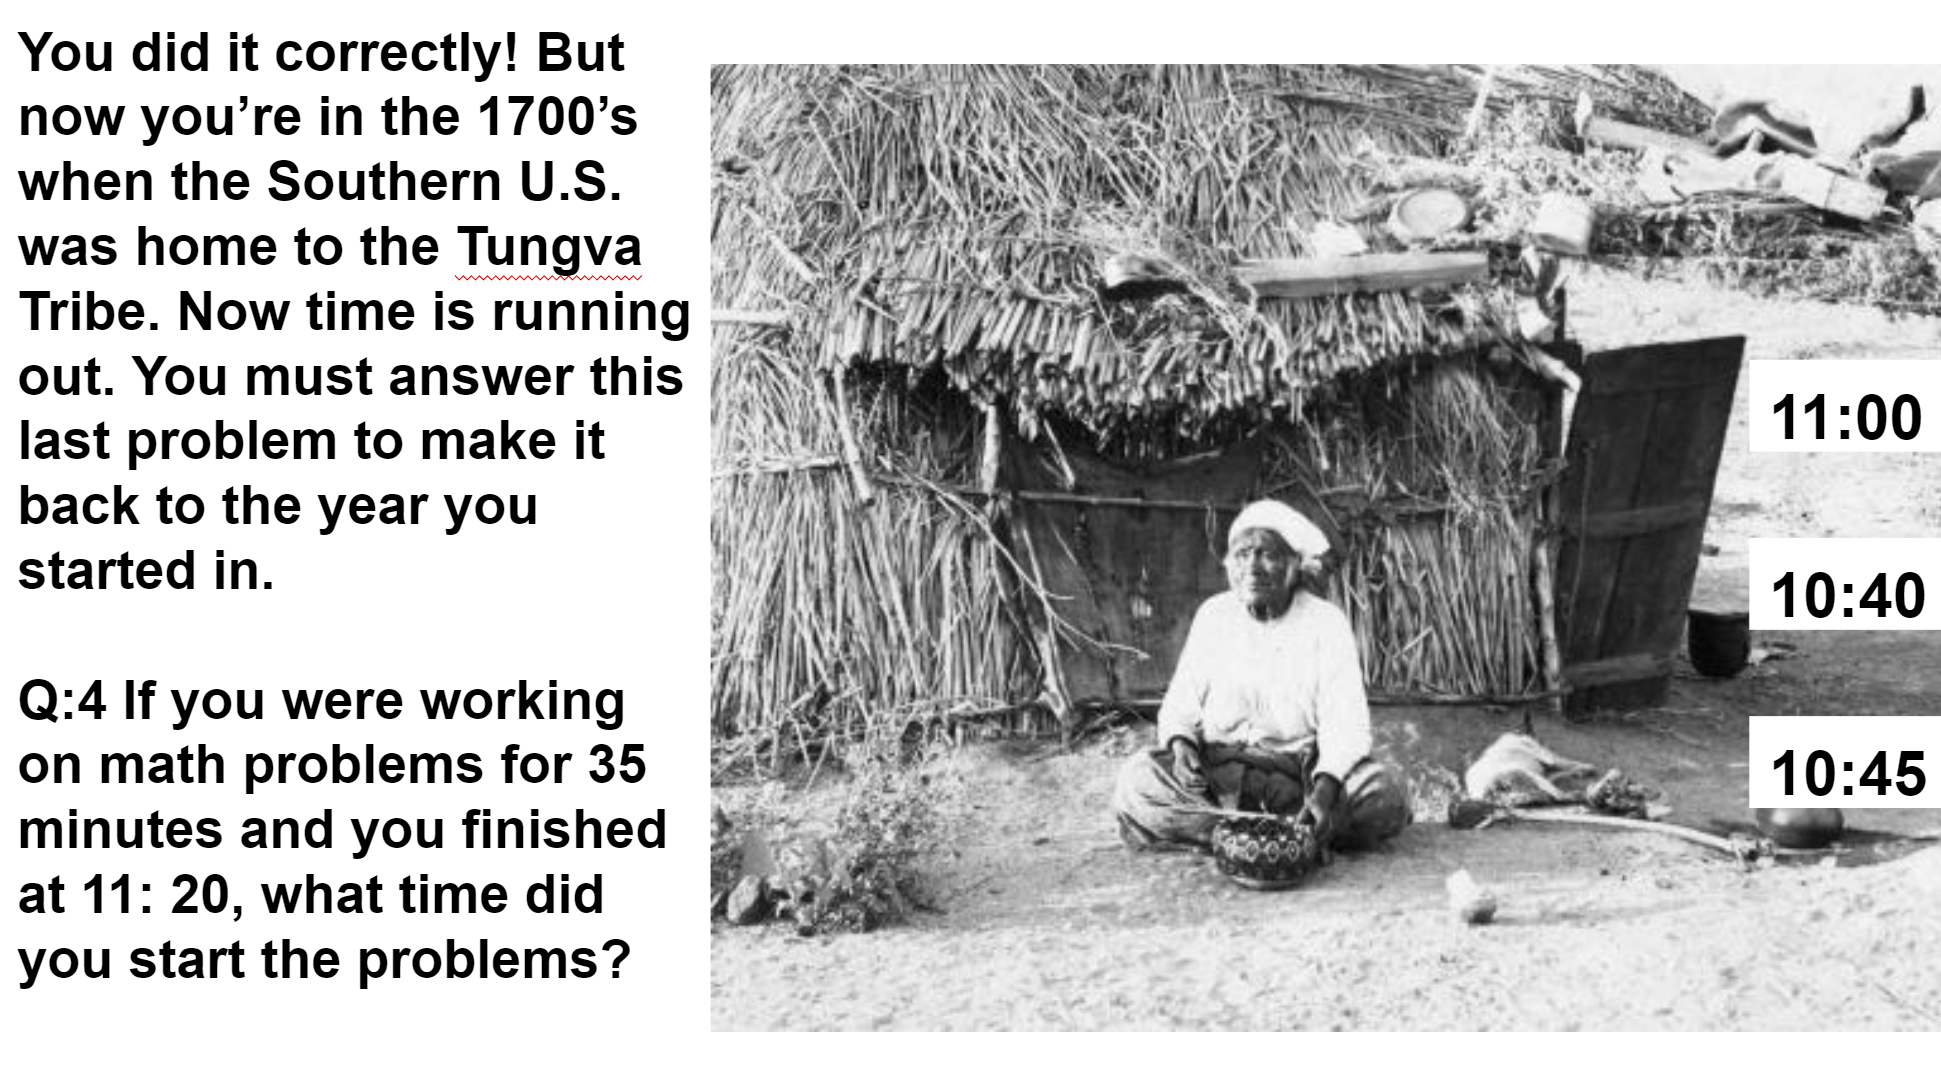 You did it correctly! But
now you’re in the 1700’s
when the Southern U.S.
was home to the Tungva
Tribe. Now time is running
out. You must answer this
last problem to make it
back to the year you
started in.
Q:4 If you were working
on math problems for 35
minutes and you finished
at 11: 20, what time did
you start the problems?
11:00
10:40
10:45